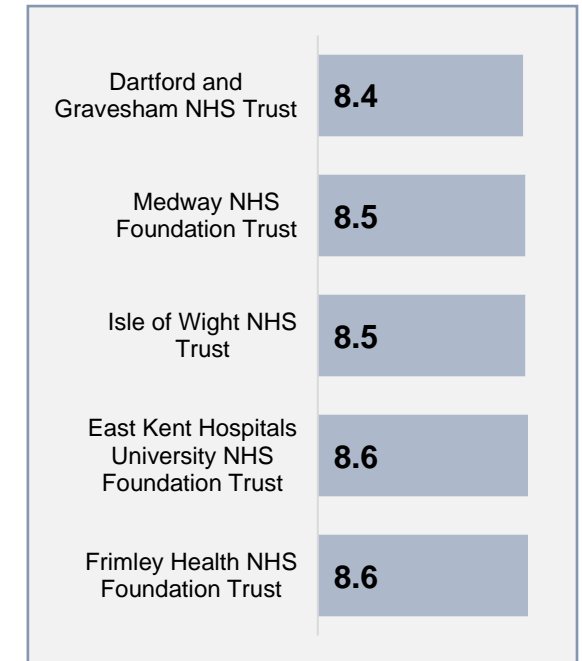 Dartford and
Gravesham NHS Trust
8.4
Medway NHS
Foundation Trust
8.5
Isle of Wight NHS
Trust
8.5
East Kent Hospitals
University NHS
Foundation Trust
8.6
Frimley Health NHS
Foundation Trust
8.6